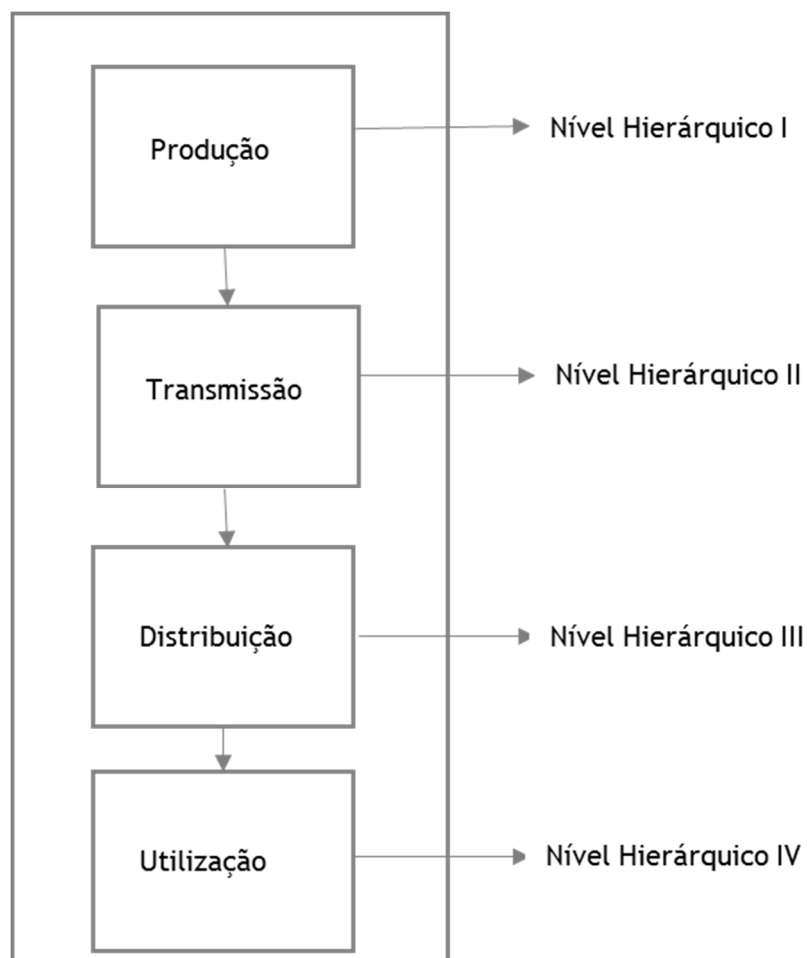 Produção
Nível Hierárquico I
Transmissão
Nível Hierárquico II
Distribuição
Nível Hierárquico III
Utilização
Nível Hierárquico IV